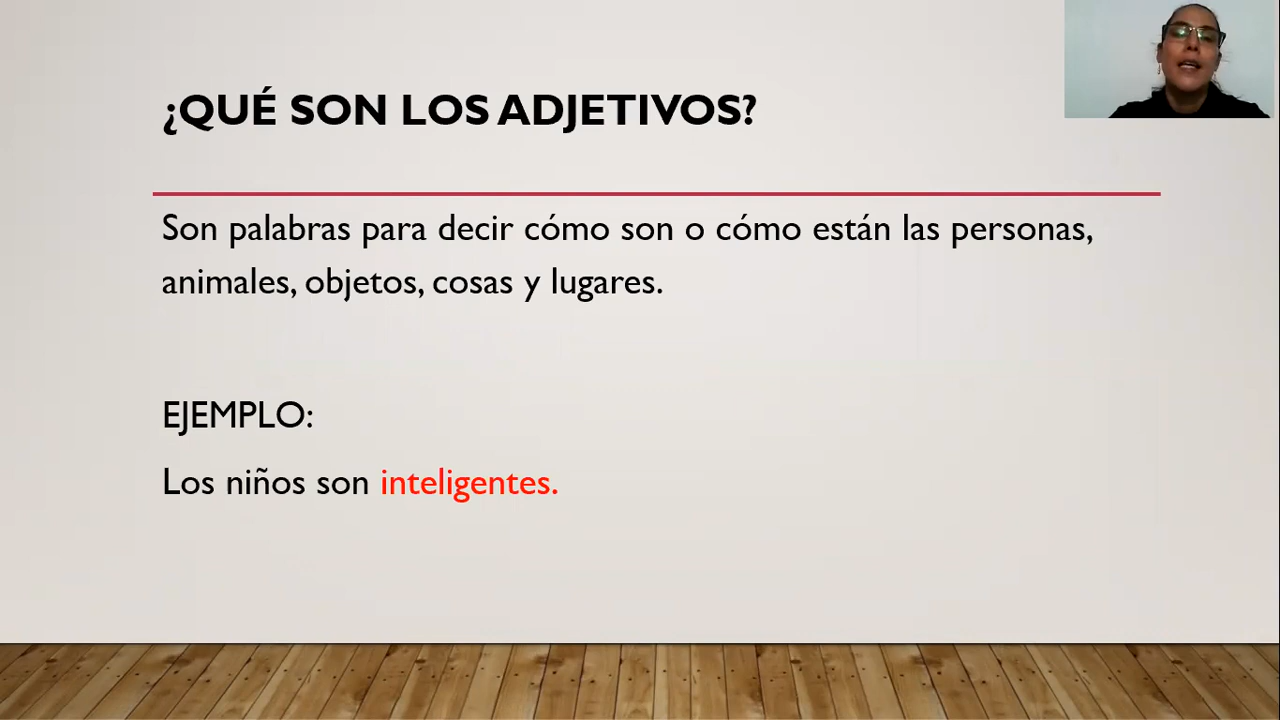 ¿QUÉ SON LOS ADJETIVOS?
Son palabras para decir cómo son o cómo están las personas,
animales, objetos, cosas y lugares.
EJEMPLO:
Los niños son inteligentes.